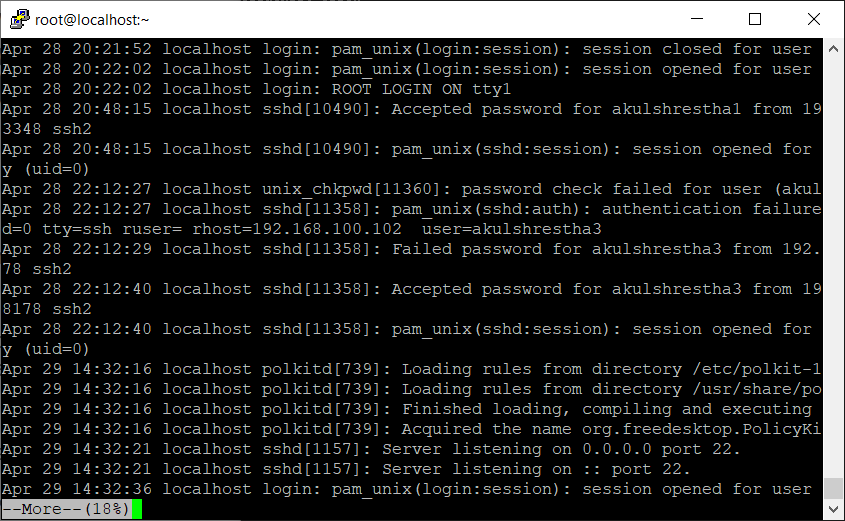 root@localhost:~
Apr 28 20:21:52 localhost login: pam_unix(login:session): session closed for user
Apr 28 20:22:02 localhost login: pam_unix(login:session): session opened for user
Apr 28 20:22:02 localhost login: ROOT LOGIN ON tty1
Apr 28 20:48:15 localhost sshd[10490]: Accepted password for akulshrestha1 from 19
3348 ssh2
Apr 28 20:48:15 localhost sshd[10490]: pam_unix(sshd:session): session opened for
y (uid=0)
Apr 28 22:12:27 localhost unix_chkpwd[11360]: password check failed for user (akul
Apr 28 22:12:27 localhost sshd[11358]: pam_unix(sshd:auth): authentication failure
d=0 tty=ssh ruser= rhost=192.168.100.102  user=akulshrestha3
Apr 28 22:12:29 localhost sshd[11358]: Failed password for akulshrestha3 from 192.
78 ssh2
Apr 28 22:12:40 localhost sshd[11358]: Accepted password for akulshrestha3 from 19
8178 ssh2
Apr 28 22:12:40 localhost sshd[11358]: pam_unix(sshd:session): session opened for
y (uid=0)
Apr 29 14:32:16 localhost polkitd[739]: Loading rules from directory /etc/polkit-1
Apr 29 14:32:16 localhost polkitd[739]: Loading rules from directory /usr/share/po
Apr 29 14:32:16 localhost polkitd[739]: Finished loading, compiling and executing
Apr 29 14:32:16 localhost polkitd[739]: Acquired the name org.freedesktop.PolicyKi
Apr 29 14:32:21 localhost sshd[1157]: Server listening on 0.0.0.0 port 22.
Apr 29 14:32:21 localhost sshd[1157]: Server listening on :: port 22.
Apr 29 14:32:36 localhost login: pam_unix(login:session): session opened for user
--More--(18%)